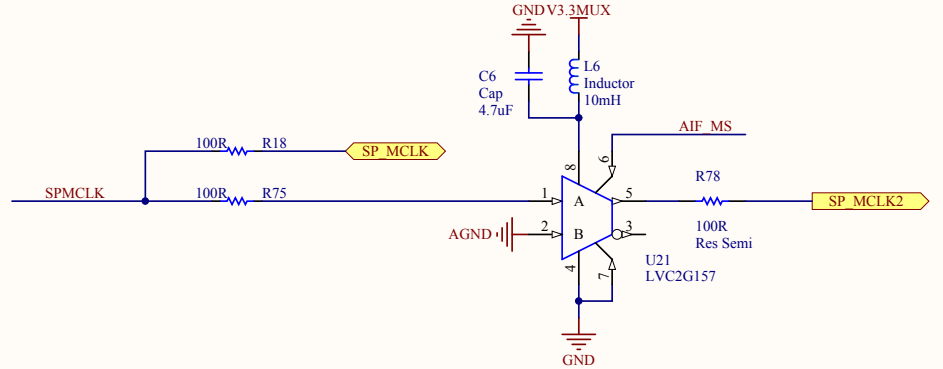 GND V3.3MUX
C6
Cap
4.7uF
L6
Inductor
10mH
AIF_MS
100R R18 SP_MCLK
8
6
SPMCLK
100R R75
1
A
5
R78
SP_MCLK2
AGND
2
B
3
100R
Res Semi
4
7
U21
LVC2G157
GND